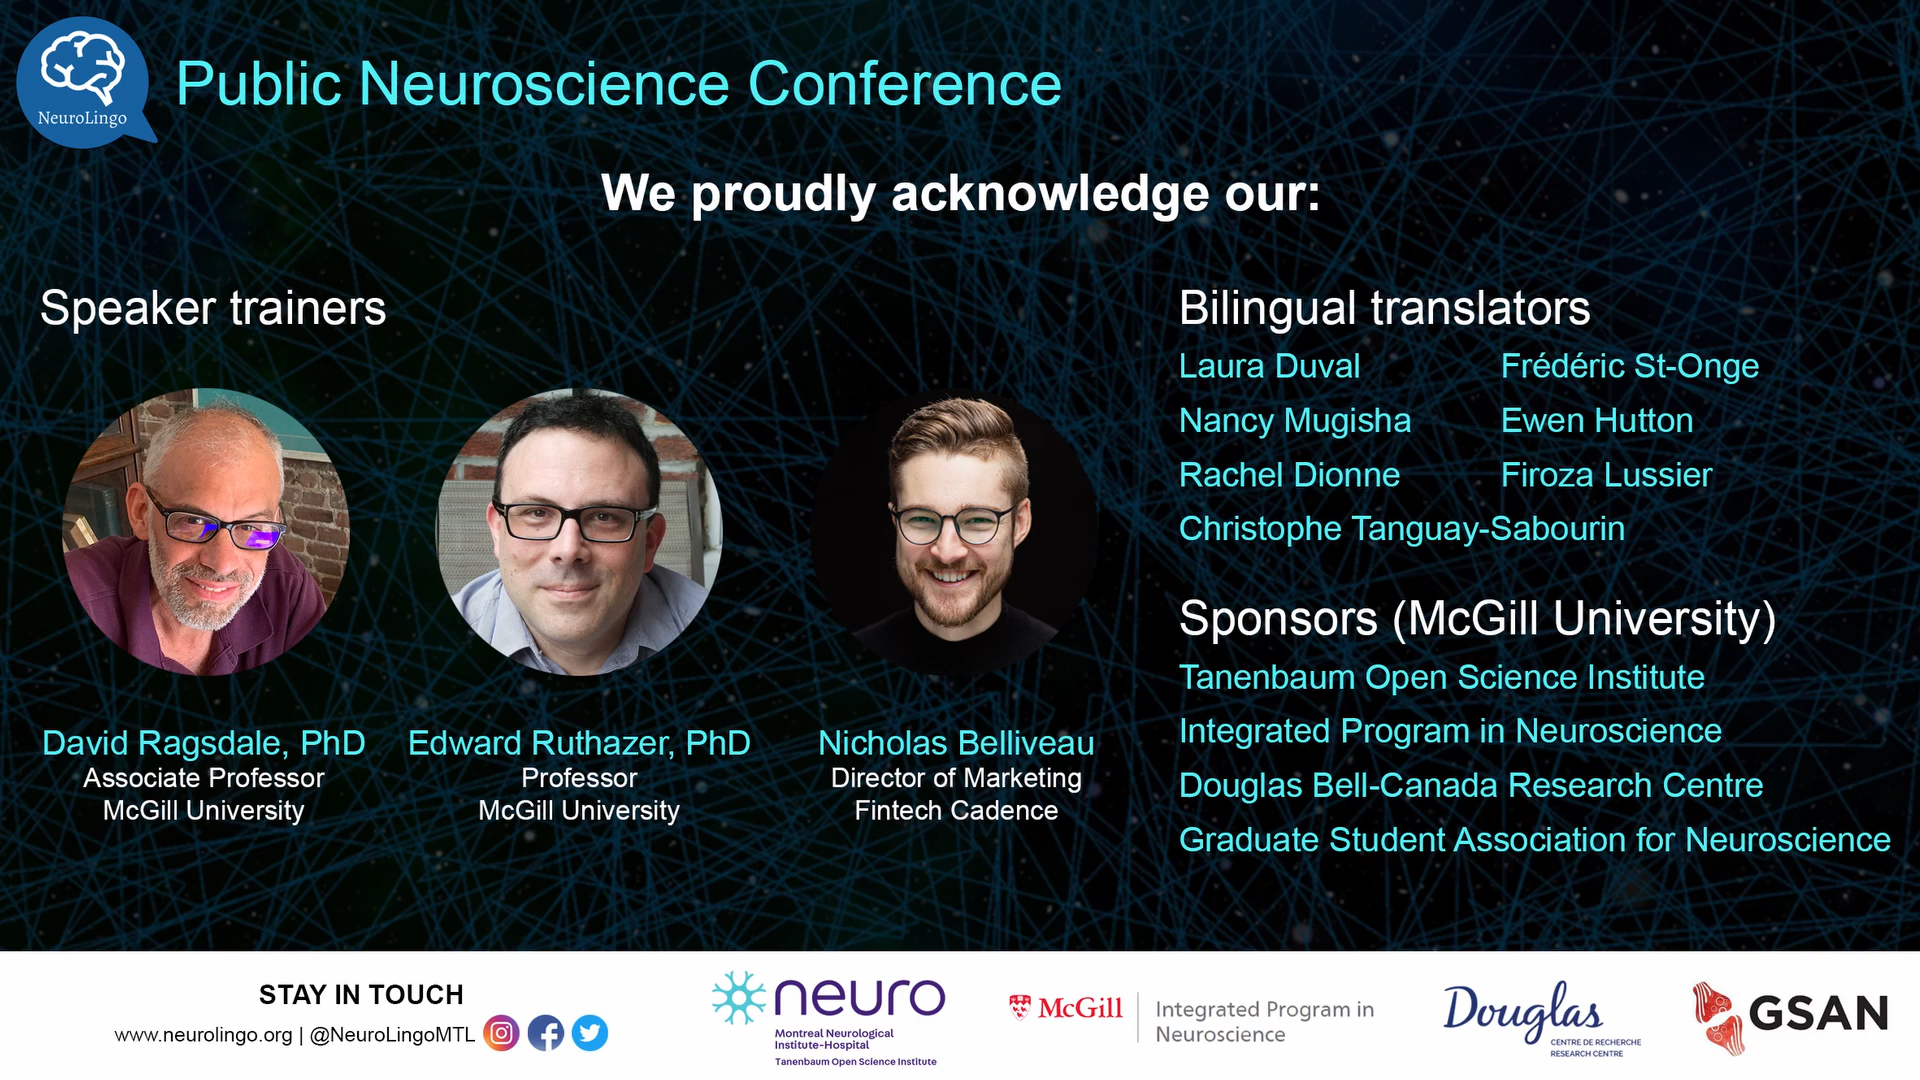 NeuroLingo
Public Neuroscience Conference
We proudly acknowledge our:
Speaker trainers
David Ragsdale, PhD
Associate Professor
McGill University
Edward Ruthazer, PhD
Professor
McGill University
Nicholas Belliveau
Director of Marketing
Fintech Cadence
Bilingual translators
Laura Duval
Frédéric St-Onge
Nancy Mugisha
Ewen Hutton
Rachel Dionne
Firoza Lussier
Christophe Tanguay-Sabourin
Sponsors (McGill University)
Tanenbaum Open Science Institute
Integrated Program in Neuroscience
Douglas Bell-Canada Research Centre
Graduate Student Association for Neuroscience
STAY IN TOUCH
www.neurolingo.org | @NeuroLingoMTL
neuro
Montreal Neurological
Institute-Hospital
Tanenbaum Open Science Institute
McGill
Integrated Program in
Neuroscience
Douglas
CENTRE DE RECHERCHE
RESEARCH CENTRE
GSAN